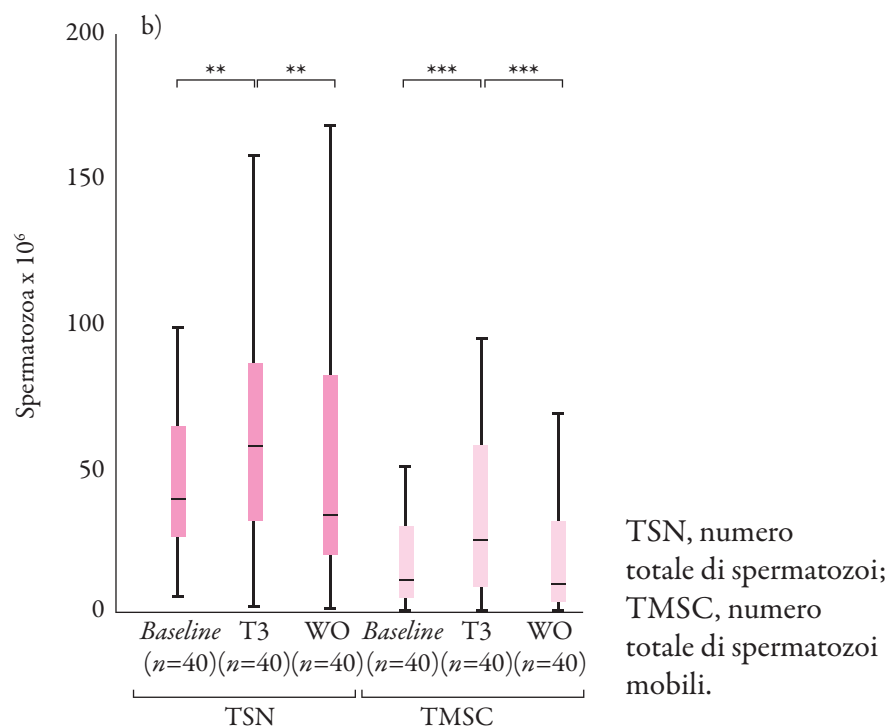 b)
200
150
100
50
0
Spermatozoa x 10⁶
** ** *** ***
Baseline T3 WO Baseline T3 WO
(n=40) (n=40) (n=40) (n=40) (n=40) (n=40)
TSN TMSC
TSN, numero
totale di spermatozoi;
TMSC, numero
totale di spermatozoi
mobili.